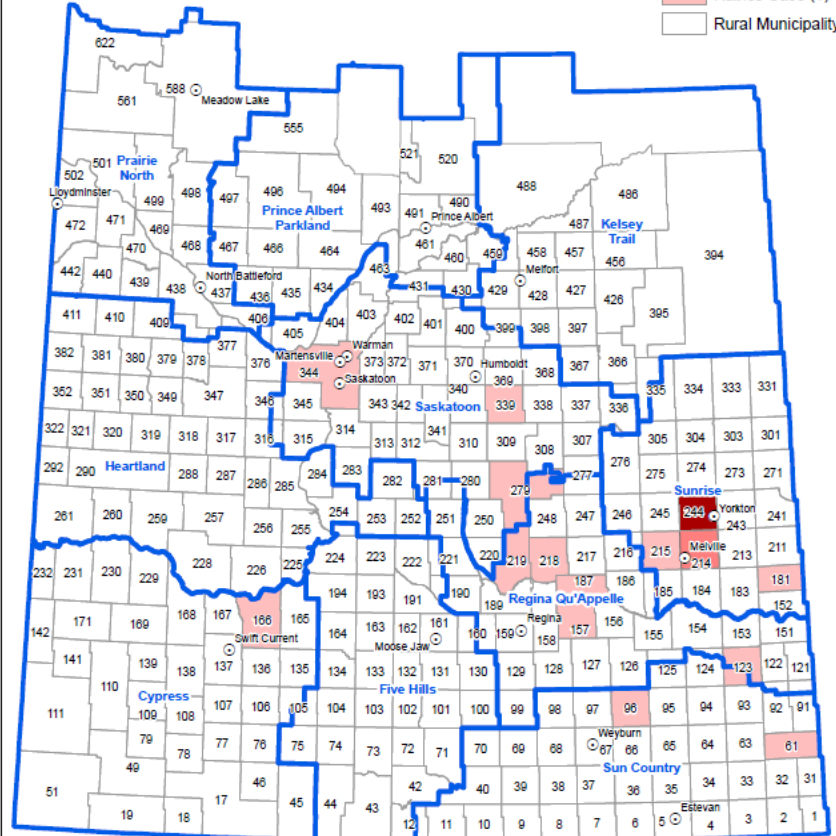 Rural Municipality
622
588 Meadow Lake
561
555
521 520
501 Prairie
North
502
Lloydminster
499 498 497 496 494
493
491 490
Prince Albert
Prince Albert
Parkland
488
486
487 Kelsey
Trail
394
472 471 469
470 468 467 466 464
461 460 459 458 457 456
463
Melfort
442 440 439 438 437 North Battleford
436 435 434
431 430 429 428 427 426
395
411 410 409 406 405 404 403 402 401 400 399 398 397
377
Warman
Martensville
382 381 380 379 378 376 344 373 372 371 370 Humboldt
369 368 367 366
Saskatoon
352 351 350 349 347 346 345 343 342 340 339 338 337 336 335 334 333 331
Saskatoon
322 321 320 319 318 317 316 315 314 313 312 341 310 309 308 307 305 304 303 301
292 290 Heartland 288 287 286 285 284 283 282 281 280 279 277 276 275 274 273 271
Sunrise
261 260 259 257 256 255 254 253 252 251 250 248 247 246 245 244 Yorkton
243 241
232 231 230 229 228 226 225 224 223 222 221 220 219 218 217 216 215 Melville
214 213 211
194 193 191 190 189 187 186 185 184 183 181
Regina Qu'Appelle
152
142 171 169 168 167 166 165 164 163 162 161 160 159 Regina
158 157 156 155 154 153 151
Swift Current
Moose Jaw
141 139 138 137 136 135 134 133 132 131 130 129 128 127 126 125 124 123 122 121
110 Cypress
Five Hills
111 109 108 107 106 105 104 103 102 101 100 99 98 97 96 95 94 93 92 91
79 78 77 76 75 74 73 72 71 70 69 68 Weyburn
67 66 65 64 63 61
Sun Country
51 49 46 45 44 43 42 40 39 38 37 36 35 34 33 32 31
19 18 17 12 11 10 9 8 7 6 5 Estevan
4 3 2 1